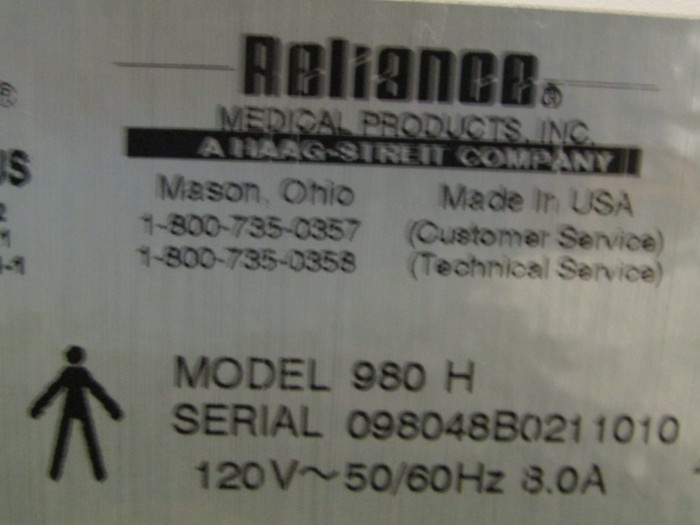 Reliance®
MEDICAL PRODUCTS, INC.
A HAAG-STREIT COMPANY
Mason, Ohio Made In USA
1-800-735-0357 (Customer Service)
1-800-735-0358 (Technical Service)
MODEL 980 H
SERIAL 098048B0211010
120V~50/60Hz 8.0A